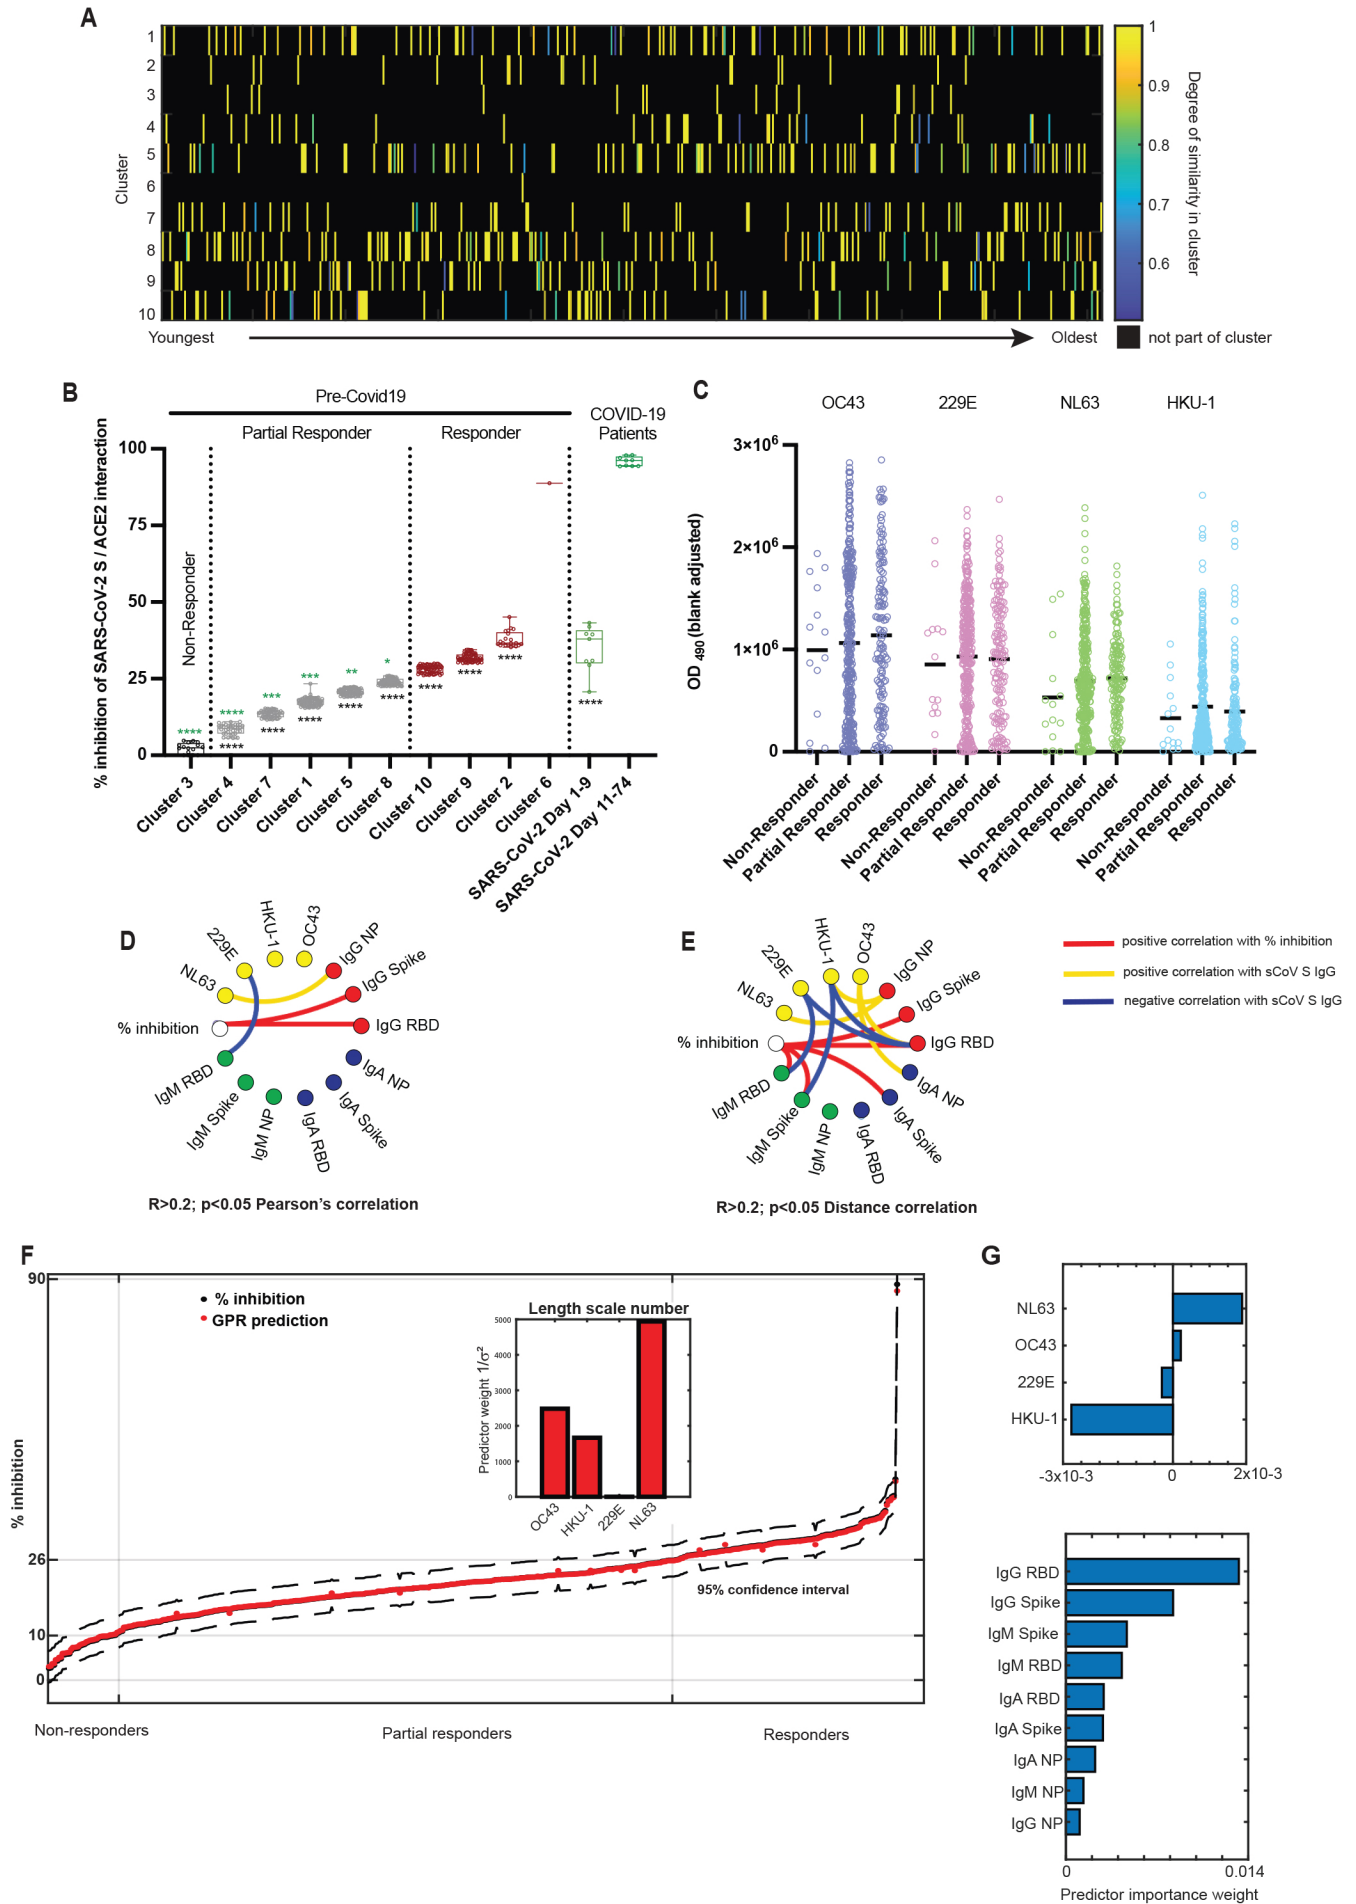 A
Cluster
1
2
3
4
5
6
7
8
9
10
Youngest
Oldest
1
0.9
0.8
0.7
0.6
Degree of similarity in cluster
not part of cluster
B
Pre-Covid19
COVID-19
Patients
Partial Responder
Responder
Non-Responder
% inhibition of SARS-CoV-2 S / ACE2 interaction
100
75
50
25
0
****
****
***
***
**
*
****
****
****
****
****
****
****
****
****
Cluster 3
Cluster 4
Cluster 7
Cluster 1
Cluster 5
Cluster 8
Cluster 10
Cluster 9
Cluster 2
Cluster 6
SARS-CoV-2 Day 1-9
SARS-CoV-2 Day 11-74
C
OC43
229E
NL63
HKU-1
OD 490 (blank adjusted)
3×10⁶
2×10⁶
1×10⁶
0
Non-Responder
Partial Responder
Responder
Non-Responder
Partial Responder
Responder
Non-Responder
Partial Responder
Responder
Non-Responder
Partial Responder
Responder
D
% inhibition
NL63
229E
HKU-1
OC43
IgG NP
IgG Spike
IgG RBD
IgA NP
IgA Spike
IgA RBD
IgM NP
IgM Spike
IgM RBD
R>0.2; p<0.05 Pearson's correlation
E
% inhibition
NL63
229E
HKU-1
OC43
IgG NP
IgG Spike
IgG RBD
IgA NP
IgA Spike
IgA RBD
IgM NP
IgM Spike
IgM RBD
R>0.2; p<0.05 Distance correlation
positive correlation with % inhibition
positive correlation with sCoV S IgG
negative correlation with sCoV S IgG
F
% inhibition
90
26
10
0
% inhibition
GPR prediction
Length scale number
Predictor weight 1/σ²
5000
4000
3000
2000
1000
0
OC43
HKU-1
229E
NL63
95% confidence interval
Non-responders
Partial responders
Responders
G
NL63
OC43
229E
HKU-1
-3x10-3
0
2x10-3
IgG RBD
IgG Spike
IgM Spike
IgM RBD
IgA RBD
IgA Spike
IgA NP
IgM NP
IgG NP
0
0.014
Predictor importance weight